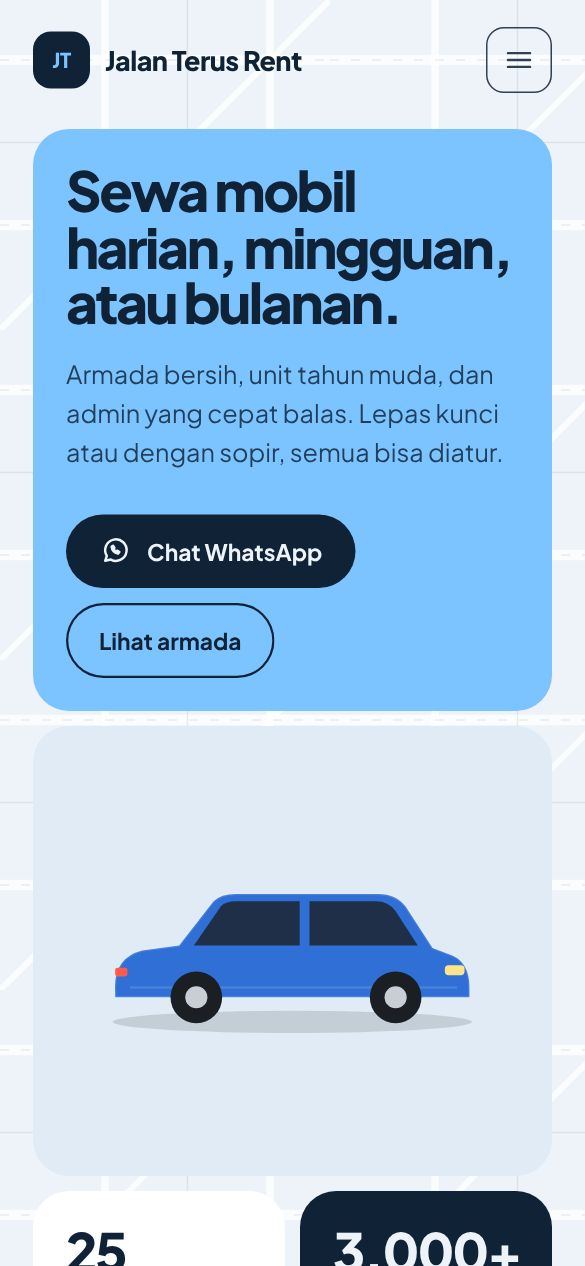 JT
Jalan Terus Rent
Sewa mobil
harian, mingguan,
atau bulanan.
Armada bersih, unit tahun muda, dan
admin yang cepat balas. Lepas kunci
atau dengan sopir, semua bisa diatur.
Chat WhatsApp
Lihat armada
25
3.000+